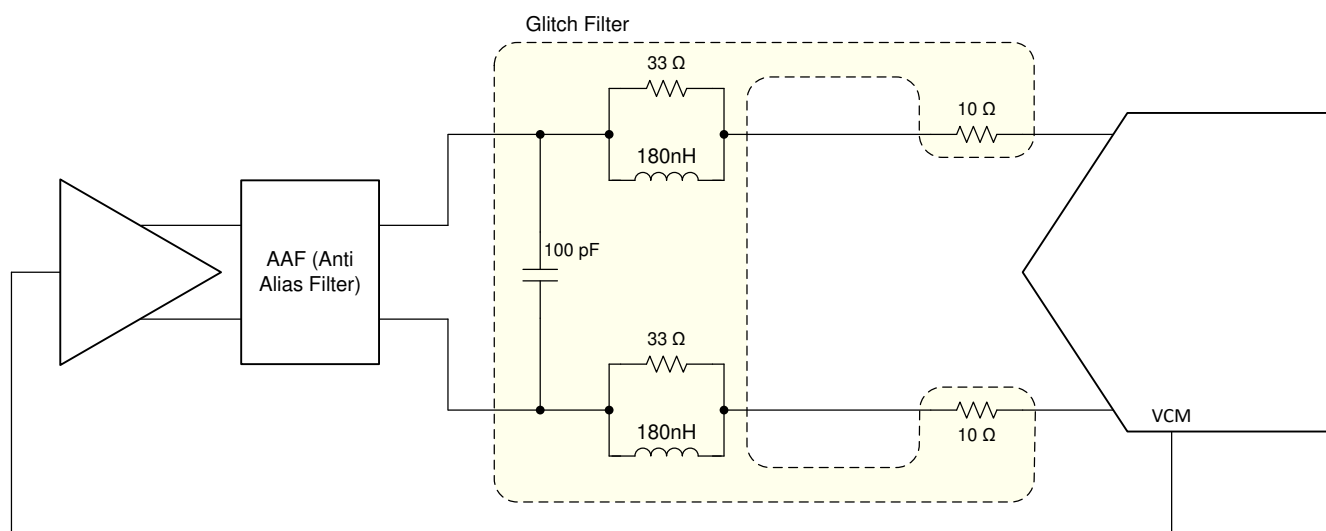 Glitch Filter
33 Ω
10 Ω
180nH
AAF (Anti
Alias Filter)
100 pF
33 Ω
180nH
10 Ω
VCM